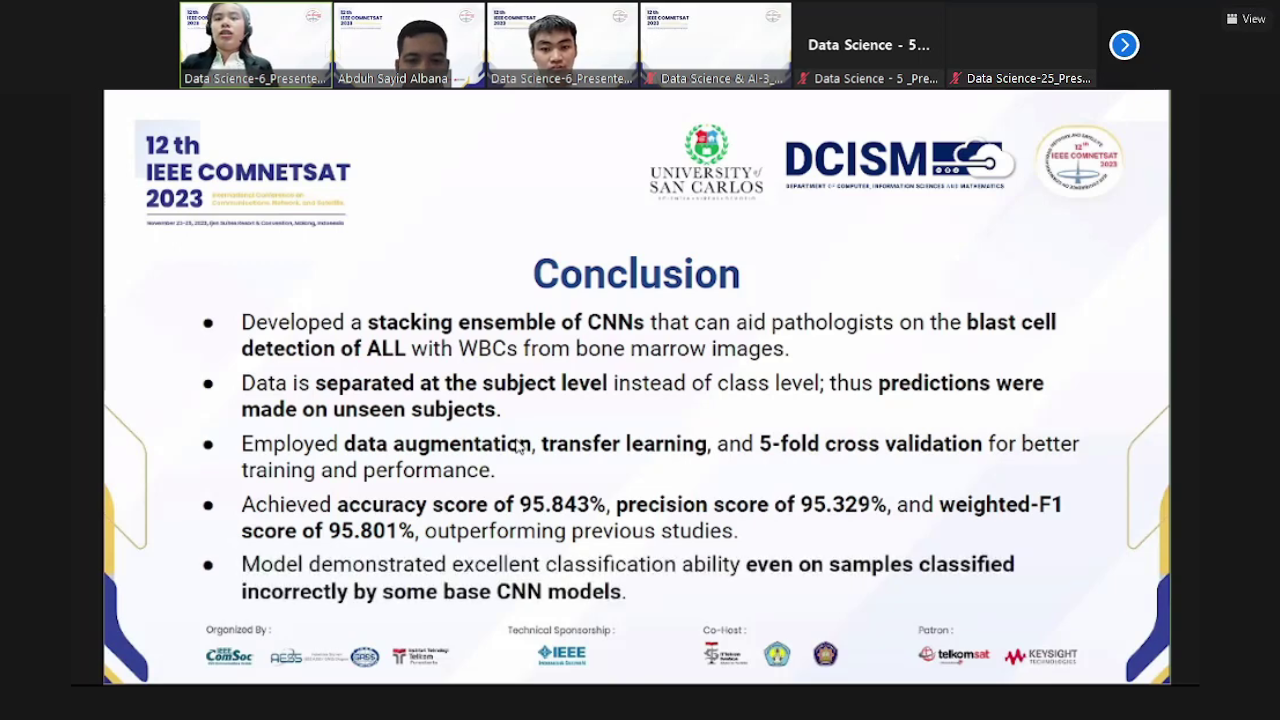 View
Data Science-6_Presente...
Abduh Sayid Albana
Data Science-6_Presente...
Data Science & AI-3_...
Data Science - 5...
Data Science - 5 _Pre...
Data Science-25_Pres...
12 th
IEEE COMNETSAT
2023
International Conference on
Communications, Network, and Satellite.
UNIVERSITY
of
SAN CARLOS
DCISM
DEPARTMENT OF COMPUTER, INFORMATION SCIENCES AND MATHEMATICS
12th
IEEE COMNETSAT
2023
Conclusion
● Developed a stacking ensemble of CNNs that can aid pathologists on the blast cell
detection of ALL with WBCs from bone marrow images.
● Data is separated at the subject level instead of class level; thus predictions were
made on unseen subjects.
● Employed data augmentation, transfer learning, and 5-fold cross validation for better
training and performance.
● Achieved accuracy score of 95.843%, precision score of 95.329%, and weighted-F1
score of 95.801%, outperforming previous studies.
● Model demonstrated excellent classification ability even on samples classified
incorrectly by some base CNN models.
Organized By :
Technical Sponsorship :
Co-Host :
Patron :
IEEE
ComSoc
IEEE
telkomsat
KEYSIGHT
TECHNOLOGIES